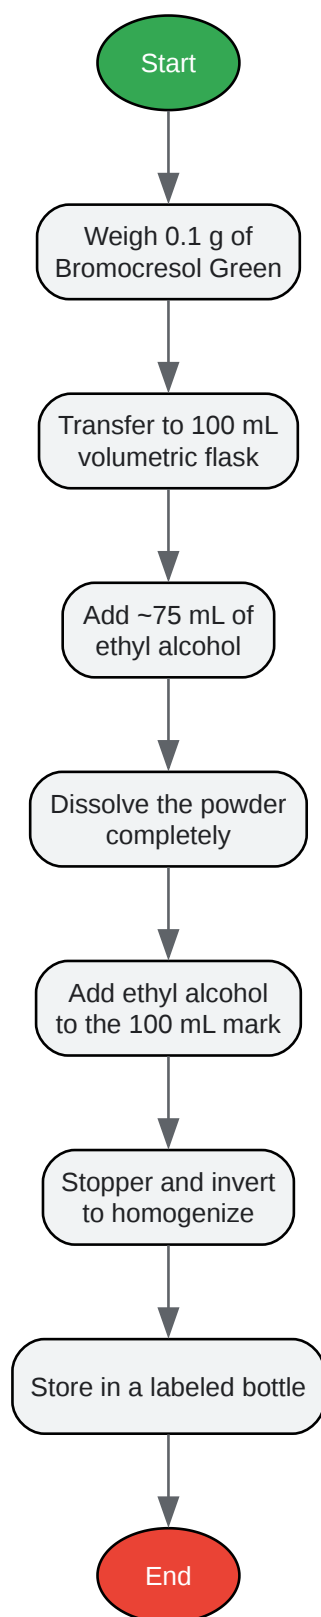 Start
Weigh 0.1 g of
Bromocresol Green
Transfer to 100 mL
volumetric flask
Add ~75 mL of
ethyl alcohol
Dissolve the powder
completely
Add ethyl alcohol
to the 100 mL mark
Stopper and invert
to homogenize
Store in a labeled bottle
End